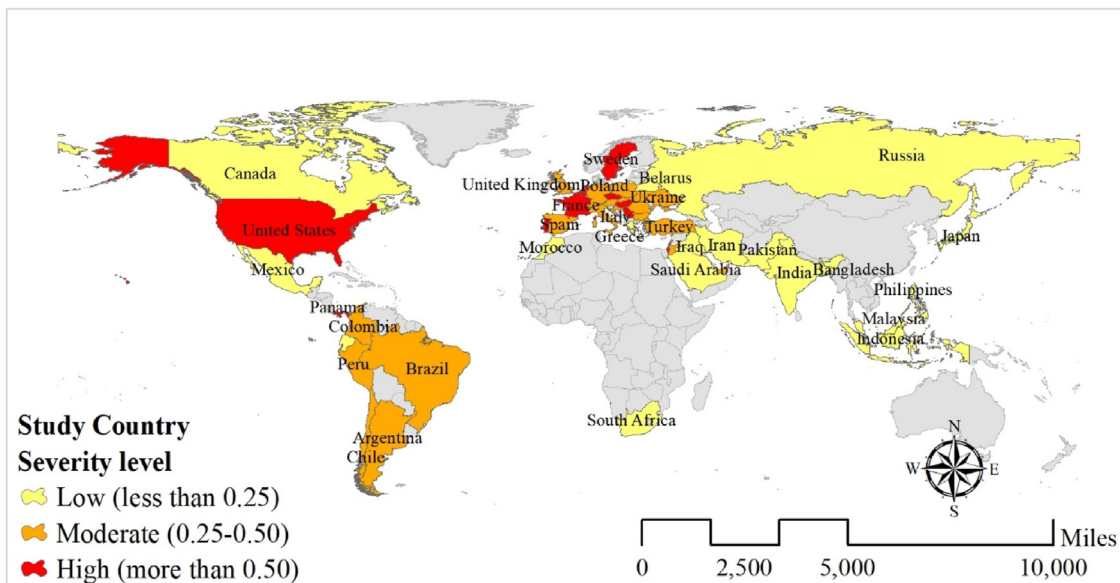 Sweden
Russia
Canada
Belarus
United Kingdom
Poland
Ukraine
France
United States
Spain
Italy
Turkey
Greece
Morocco
Iraq
Iran
Pakistan
Japan
Mexico
Saudi Arabia
India
Bangladesh
Philippines
Panama
Malaysia
Colombia
Indonesia
Peru
Brazil
South Africa
Argentina
Chile
N
W
E
S
Study Country
Severity level
Low (less than 0.25)
Moderate (0.25-0.50)
High (more than 0.50)
Miles
0
2,500
5,000
10,000